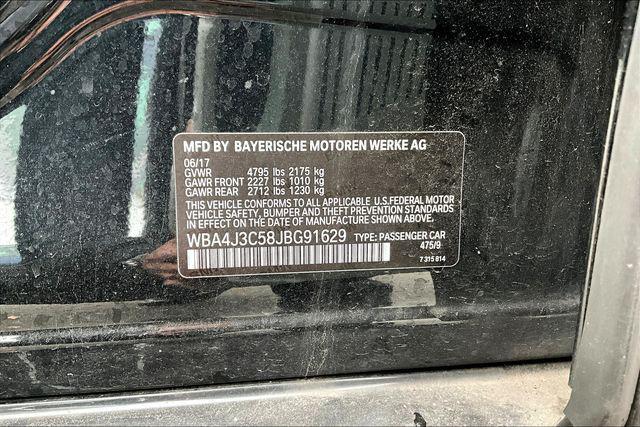 MFD BY BAYERISCHE MOTOREN WERKE AG
06/17
GVWR 4795 lbs 2175 kg
GAWR FRONT 2227 lbs 1010 kg
GAWR REAR 2712 lbs 1230 kg
THIS VEHICLE CONFORMS TO ALL APPLICABLE U.S.FEDERAL MOTOR
VEHICLE SAFETY, BUMPER AND THEFT PREVENTION STANDARDS
IN EFFECT ON THE DATE OF MANUFACTURE SHOWN ABOVE.
WBA4J3C58JBG91629 TYPE: PASSENGER CAR
475/9
7 315 814